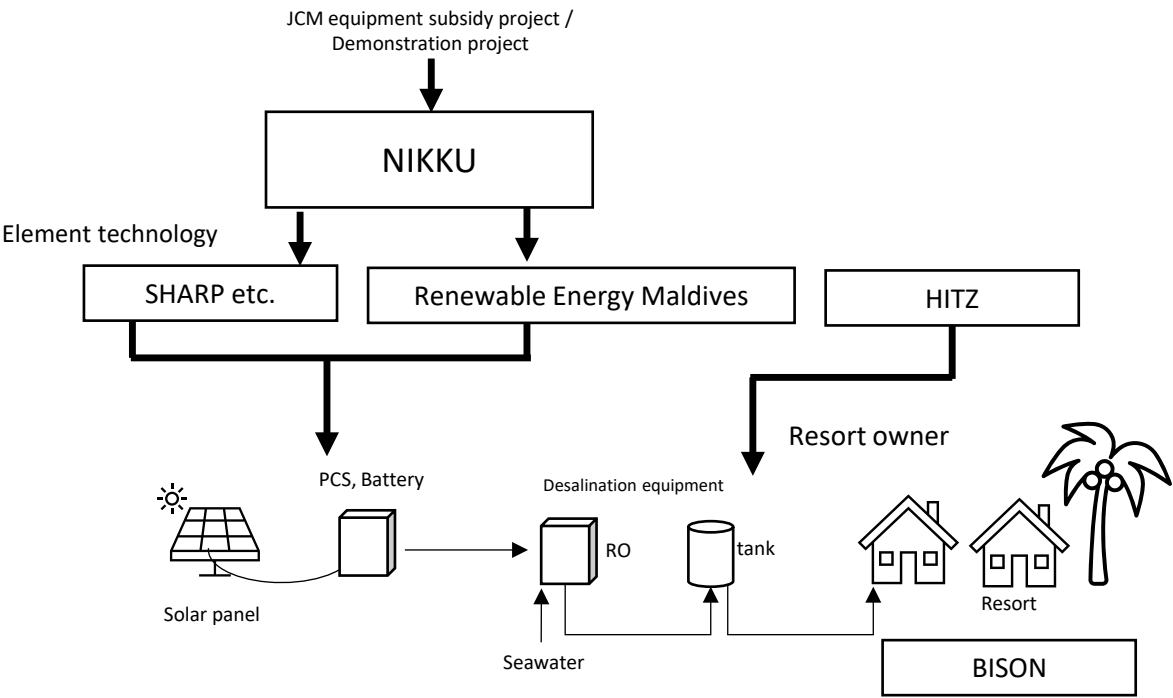 JCM equipment subsidy project /
Demonstration project
NIKKU
Element technology
SHARP etc.
Renewable Energy Maldives
HITZ
Resort owner
PCS, Battery
Desalination equipment
RO
tank
Solar panel
Resort
Seawater
BISON